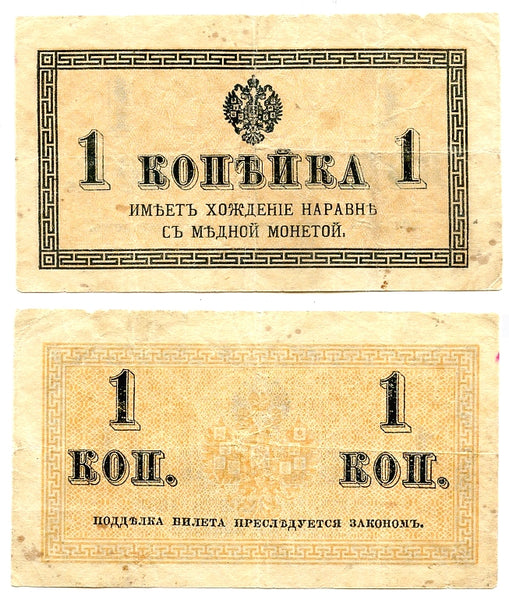 1 КОПѢЙКА 1
ИМѢЕТЪ ХОЖДЕНІЕ НАРАВНѢ
СЪ МѢДНОЙ МОНЕТОЙ.
1 1
КОП. КОП.
ПОДДѢЛКА БИЛЕТА ПРЕСЛѢДУЕТСЯ ЗАКОНОМЪ.